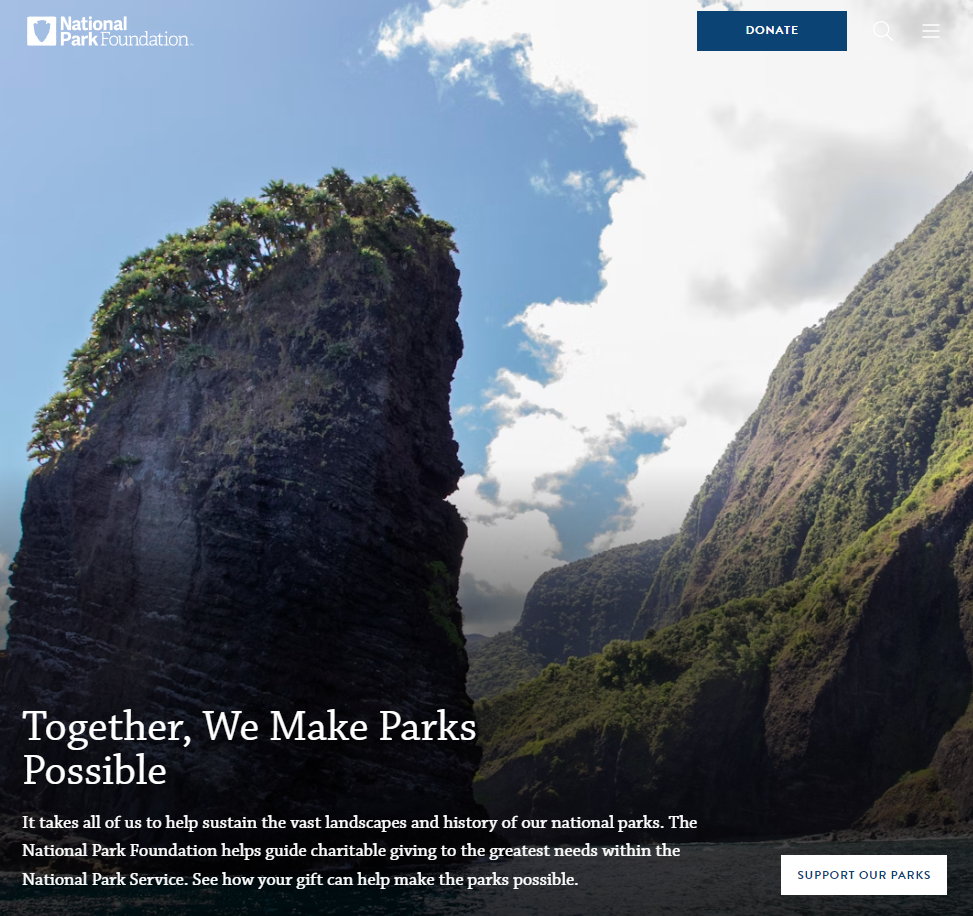 National
Park Foundation
DONATE
Together, We Make Parks
Possible
It takes all of us to help sustain the vast landscapes and history of our national parks. The
National Park Foundation helps guide charitable giving to the greatest needs within the
National Park Service. See how your gift can help make the parks possible.
SUPPORT OUR PARKS